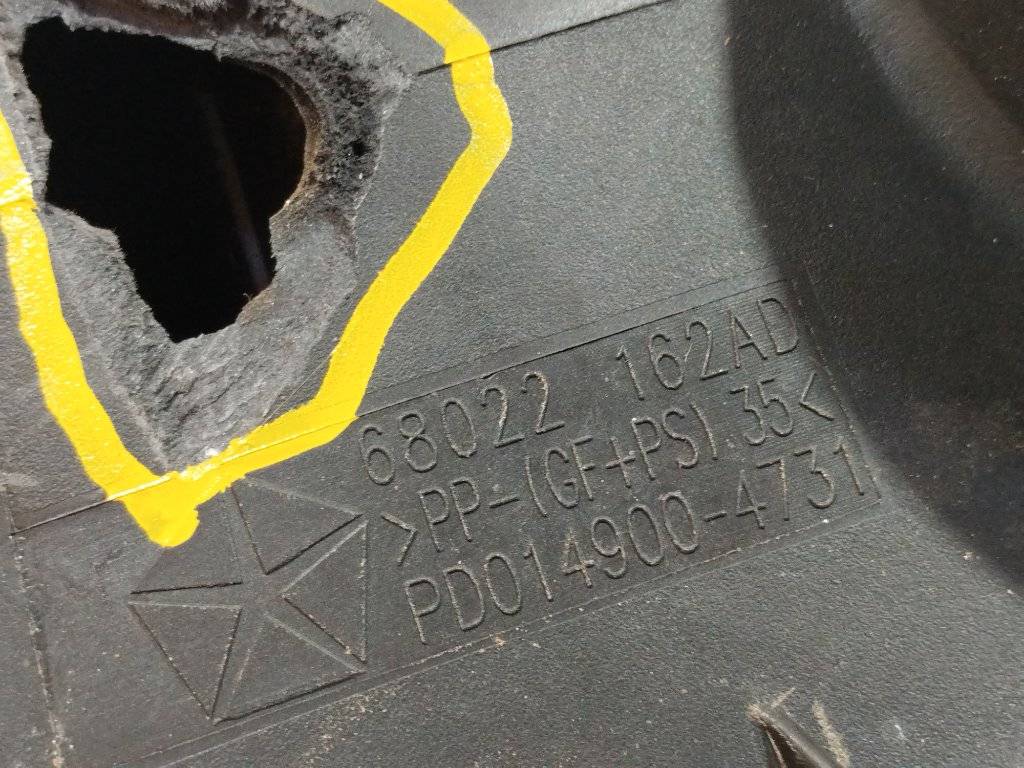 68022 162AD
>PP-(GF+PS).35<
PD014900-4731